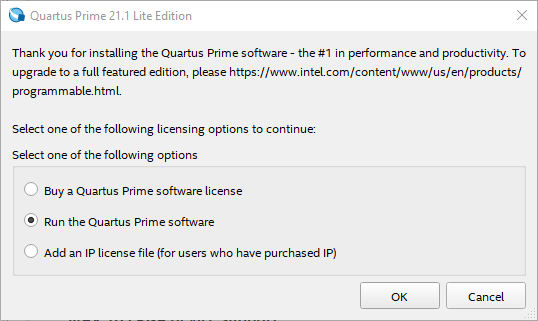 Quartus Prime 21.1 Lite Edition
Thank you for installing the Quartus Prime software - the #1 in performance and productivity. To
upgrade to a full featured edition, please https://www.intel.com/content/www/us/en/products/
programmable.html.
Select one of the following licensing options to continue:
Select one of the following options
Buy a Quartus Prime software license
Run the Quartus Prime software
Add an IP license file (for users who have purchased IP)
OK
Cancel